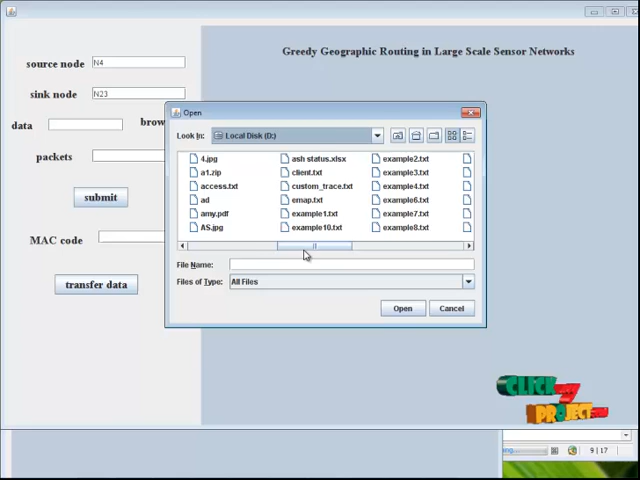 Greedy Geographic Routing in Large Scale Sensor Networks
source node N4
sink node N23
data
packets
submit
MAC code
transfer data
Open
Look In: Local Disk (D:)
4.jpg ash status.xlsx example2.txt
a1.zip client.txt example3.txt
access.txt custom_trace.txt example4.txt
ad emap.txt example6.txt
amy.pdf example1.txt example7.txt
AS.jpg example10.txt example8.txt
File Name:
Files of Type: All Files
Open Cancel
CLICK MY
PROJECT
9 | 17